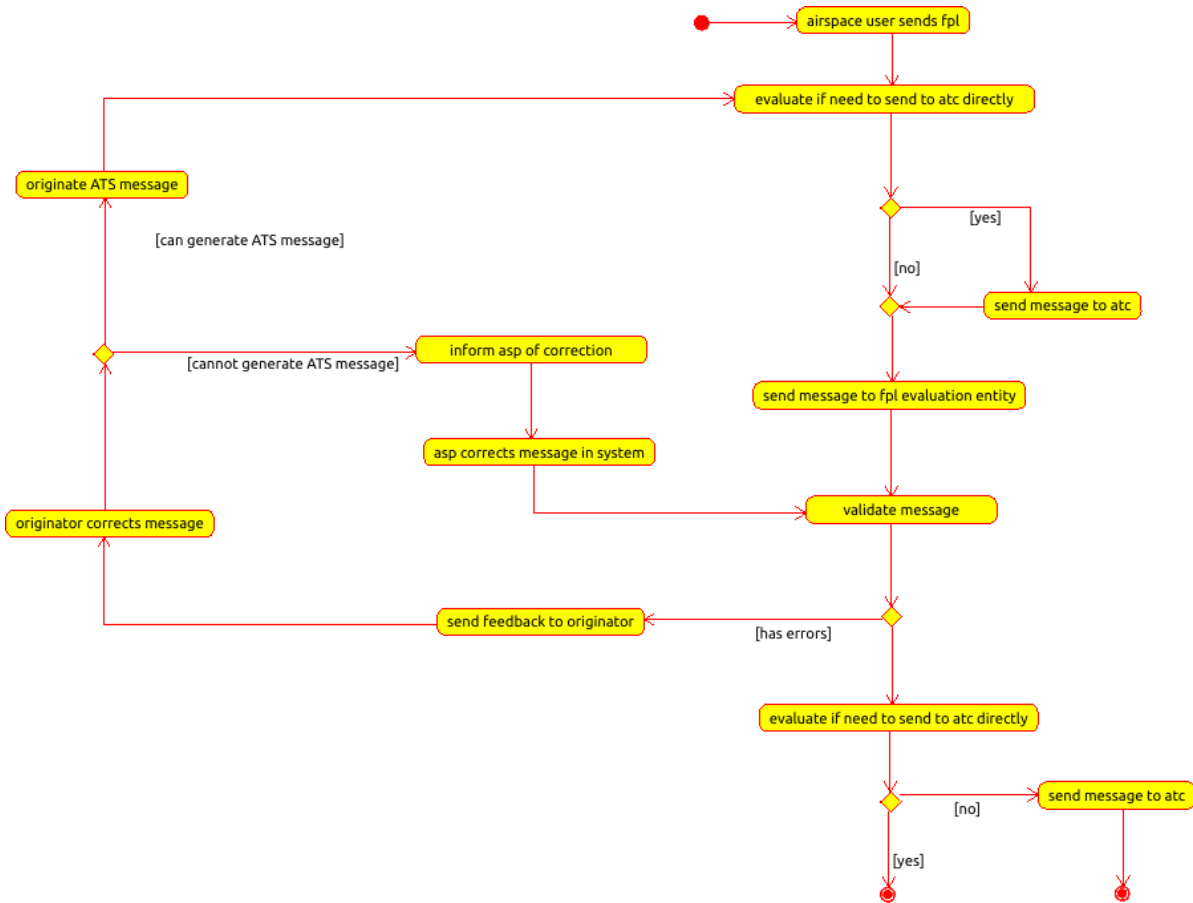 airspace user sends fpl
evaluate if need to send to atc directly
originate ATS message
[yes]
[can generate ATS message]
[no]
send message to atc
inform asp of correction
[cannot generate ATS message]
send message to fpl evaluation entity
asp corrects message in system
validate message
originator corrects message
send feedback to originator
[has errors]
evaluate if need to send to atc directly
send message to atc
[no]
[yes]